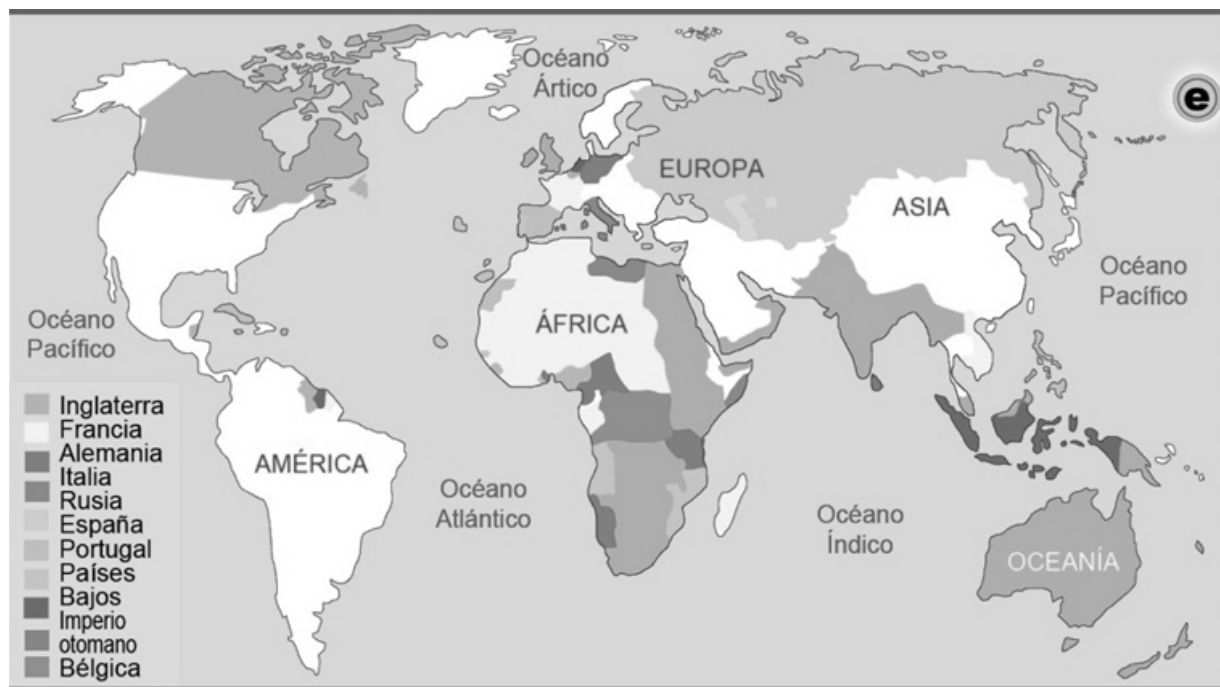 Océano
Ártico
e
EUROPA
ASIA
Océano
Pacífico
ÁFRICA
Océano
Pacífico
AMÉRICA
Océano
Atlántico
Océano
Índico
OCEANÍA
Inglaterra
Francia
Alemania
Italia
Rusia
España
Portugal
Países
Bajos
Imperio
otomano
Bélgica